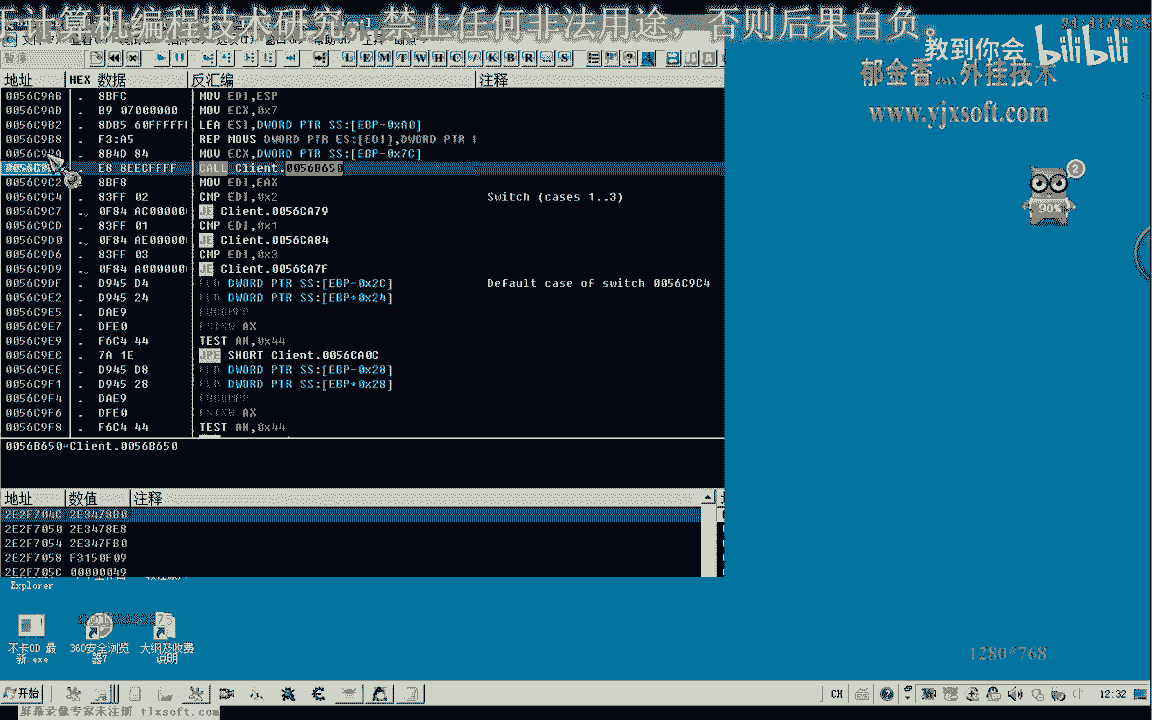 于计算机编程技术研究，禁止任何非法用途，否则后果自负。
教到你会 bilibili
郁金香灬外挂技术
www.yjxsoft.com
地址 HEX 数据 反汇编 注释
0056C9AB . 8BFC MOV EDI,ESP
0056C9AD . B9 07000000 MOV ECX,0x7
0056C9B2 . 8DB5 60FFFFFF LEA ESI,DWORD PTR SS:[EBP-0xA0]
0056C9B8 . F3:A5 REP MOVS DWORD PTR ES:[EDI],DWORD PTR
8B4D 84 MOV ECX,DWORD PTR SS:[EBP-0x7C]
E8 8EECFFFF CALL Client.0056B650
0056C9C2 . 8BF8 MOV EDI,EAX
0056C9C4 . 83FF 02 CMP EDI,0x2 Switch (cases 1..3)
0056C9C7 . 0F84 AC00000 JE Client.0056CA79
0056C9CD . 83FF 01 CMP EDI,0x1
0056C9D0 . 0F84 AE00000 JE Client.0056CA84
0056C9D6 . 83FF 03 CMP EDI,0x3
0056C9D9 . 0F84 A000000 JE Client.0056CA7F
0056C9DF . D945 D4 FLD DWORD PTR SS:[EBP-0x2C] Default case of switch 0056C9C4
0056C9E2 . D945 24 FLD DWORD PTR SS:[EBP+0x24]
0056C9E5 . DAE9 FUCOMPP
0056C9E7 . DFE0 FSTSW AX
0056C9E9 . F6C4 44 TEST AH,0x44
0056C9EC . 7A 1E JPE SHORT Client.0056CA0C
0056C9EE . D945 D8 FLD DWORD PTR SS:[EBP-0x28]
0056C9F1 . D945 28 FLD DWORD PTR SS:[EBP+0x28]
0056C9F4 . DAE9 FUCOMPP
0056C9F6 . DFE0 FSTSW AX
0056C9F8 . F6C4 44 TEST AH,0x44
0056B650=Client.0056B650
地址 数值 注释
2E2F704C 2E3478B0
2E2F7050 2E3478E8
2E2F7054 2E347FB0
2E2F7058 F3150F09
2E2F705C 00000049
2
90%
Explorer
不卡OD 最新.exe
360安全浏览器7
大纲及收费说明
1280*768
开始
CH
12:32
屏幕录像专家未注册 tlxsoft.com